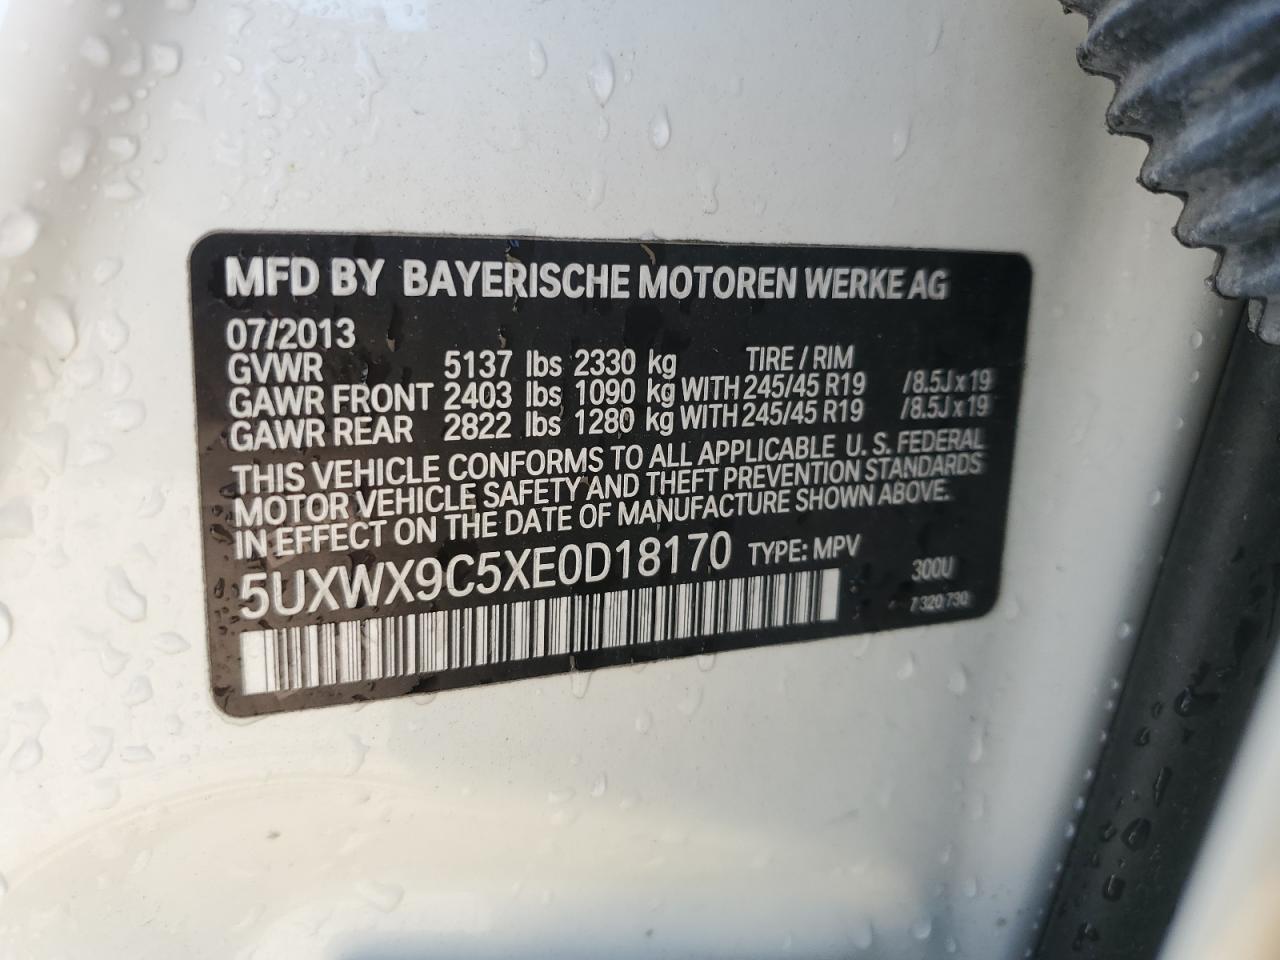 MFD BY BAYERISCHE MOTOREN WERKE AG
07/2013
GVWR 5137 lbs 2330 kg TIRE / RIM
GAWR FRONT 2403 lbs 1090 kg WITH 245/45 R19 /8.5J x 19
GAWR REAR 2822 lbs 1280 kg WITH 245/45 R19 /8.5J x 19
THIS VEHICLE CONFORMS TO ALL APPLICABLE U. S. FEDERAL
MOTOR VEHICLE SAFETY AND THEFT PREVENTION STANDARDS
IN EFFECT ON THE DATE OF MANUFACTURE SHOWN ABOVE.
5UXWX9C5XE0D18170 TYPE: MPV 300U
7 320 730